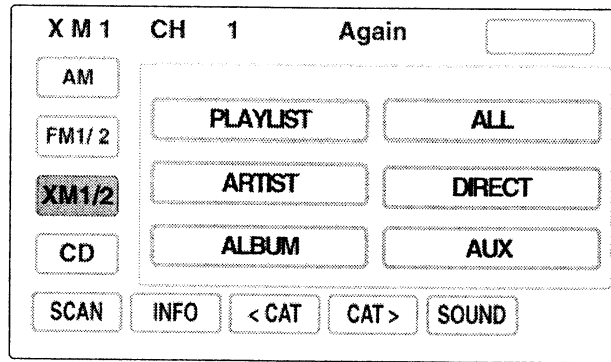 XM1 CH 1 Again
AM
FM1/2
XM1/2
CD
PLAYLIST ALL
ARTIST DIRECT
ALBUM AUX
SCAN INFO < CAT CAT > SOUND